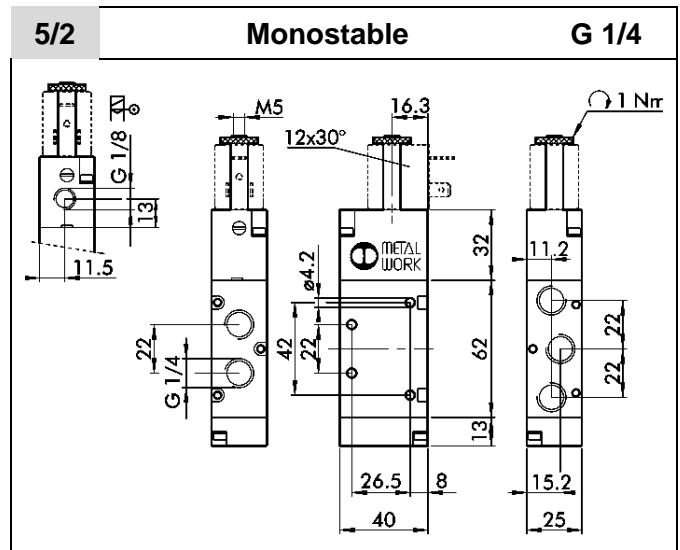 5/2 Monostable G 1/4
M5
16.3
1 Nm
12x30°
G 1/8
13
11.5
METAL
WORK
32
11.2
ø4.2
22
G 1/4
42
22
62
22
22
13
26.5
8
15.2
40
25